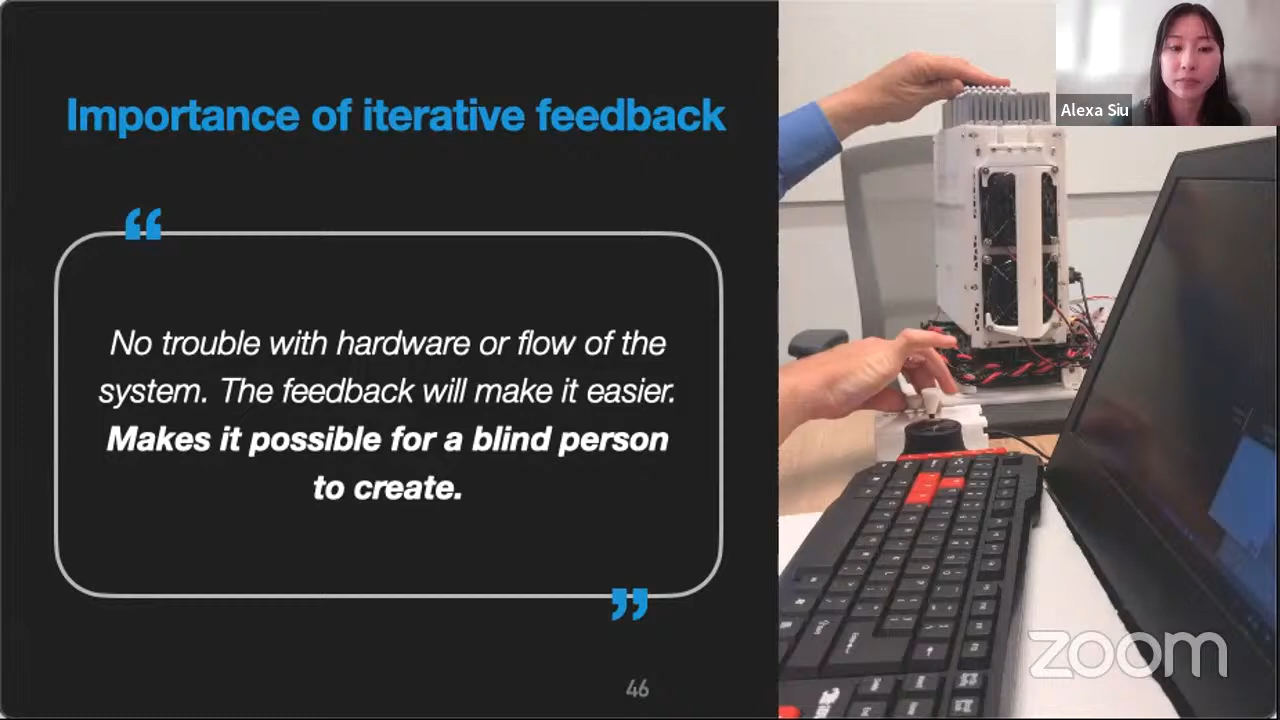 Importance of iterative feedback
“
No trouble with hardware or flow of the
system. The feedback will make it easier.
Makes it possible for a blind person
to create.
”
46
Alexa Siu
zoom